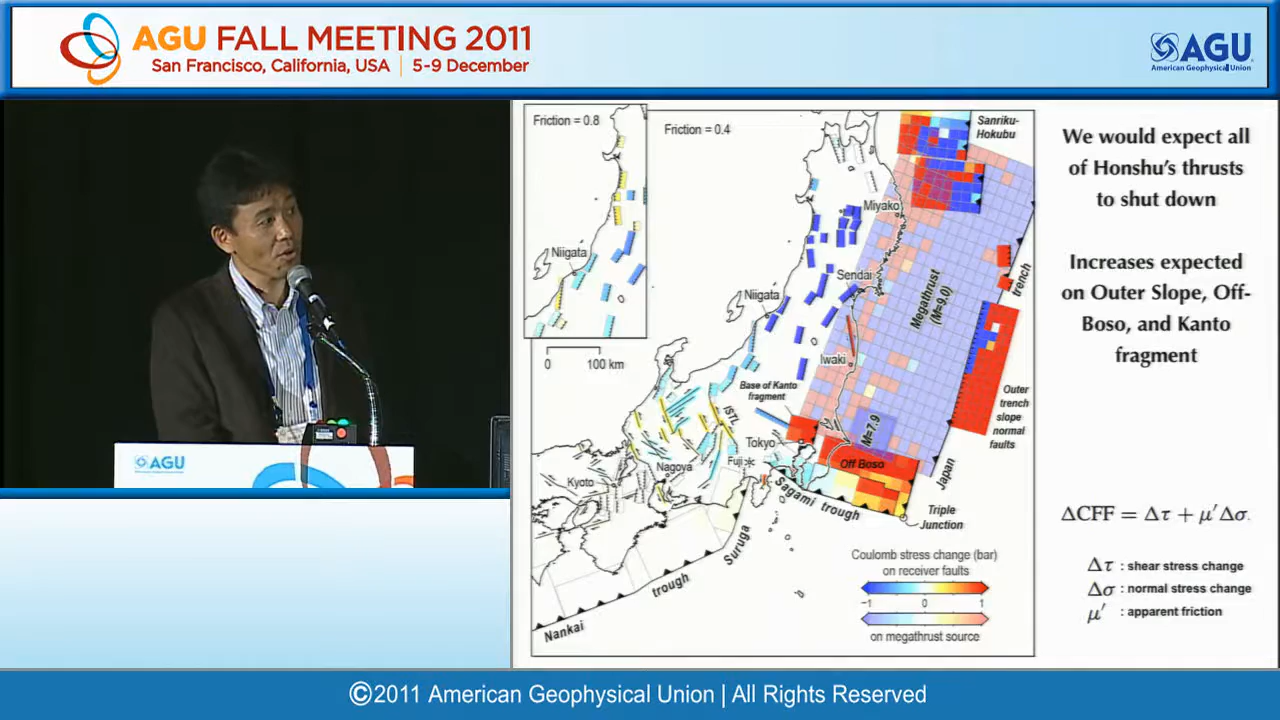 AGU FALL MEETING 2011
San Francisco, California, USA | 5-9 December
AGU
American Geophysical Union
AGU
Friction = 0.8
Niigata
Friction = 0.4
Sanriku-
Hokubu
Miyako
Sendai
trench
Megathrust
(M=9.0)
Niigata
0 100 km
Iwaki
Base of Kanto
fragment
Outer
trench
slope
normal
faults
ISTL
M=7.9
Tokyo
Off Boso
Japan
Fuji
Nagoya
Kyoto
Sagami trough
Triple
Junction
Suruga
trough
Nankai
Coulomb stress change (bar)
on receiver faults
−1 0 1
on megathrust source
We would expect all
of Honshu's thrusts
to shut down
Increases expected
on Outer Slope, Off-
Boso, and Kanto
fragment
ΔCFF = Δτ + μ′Δσ.
Δτ : shear stress change
Δσ : normal stress change
μ′ : apparent friction
©2011 American Geophysical Union | All Rights Reserved